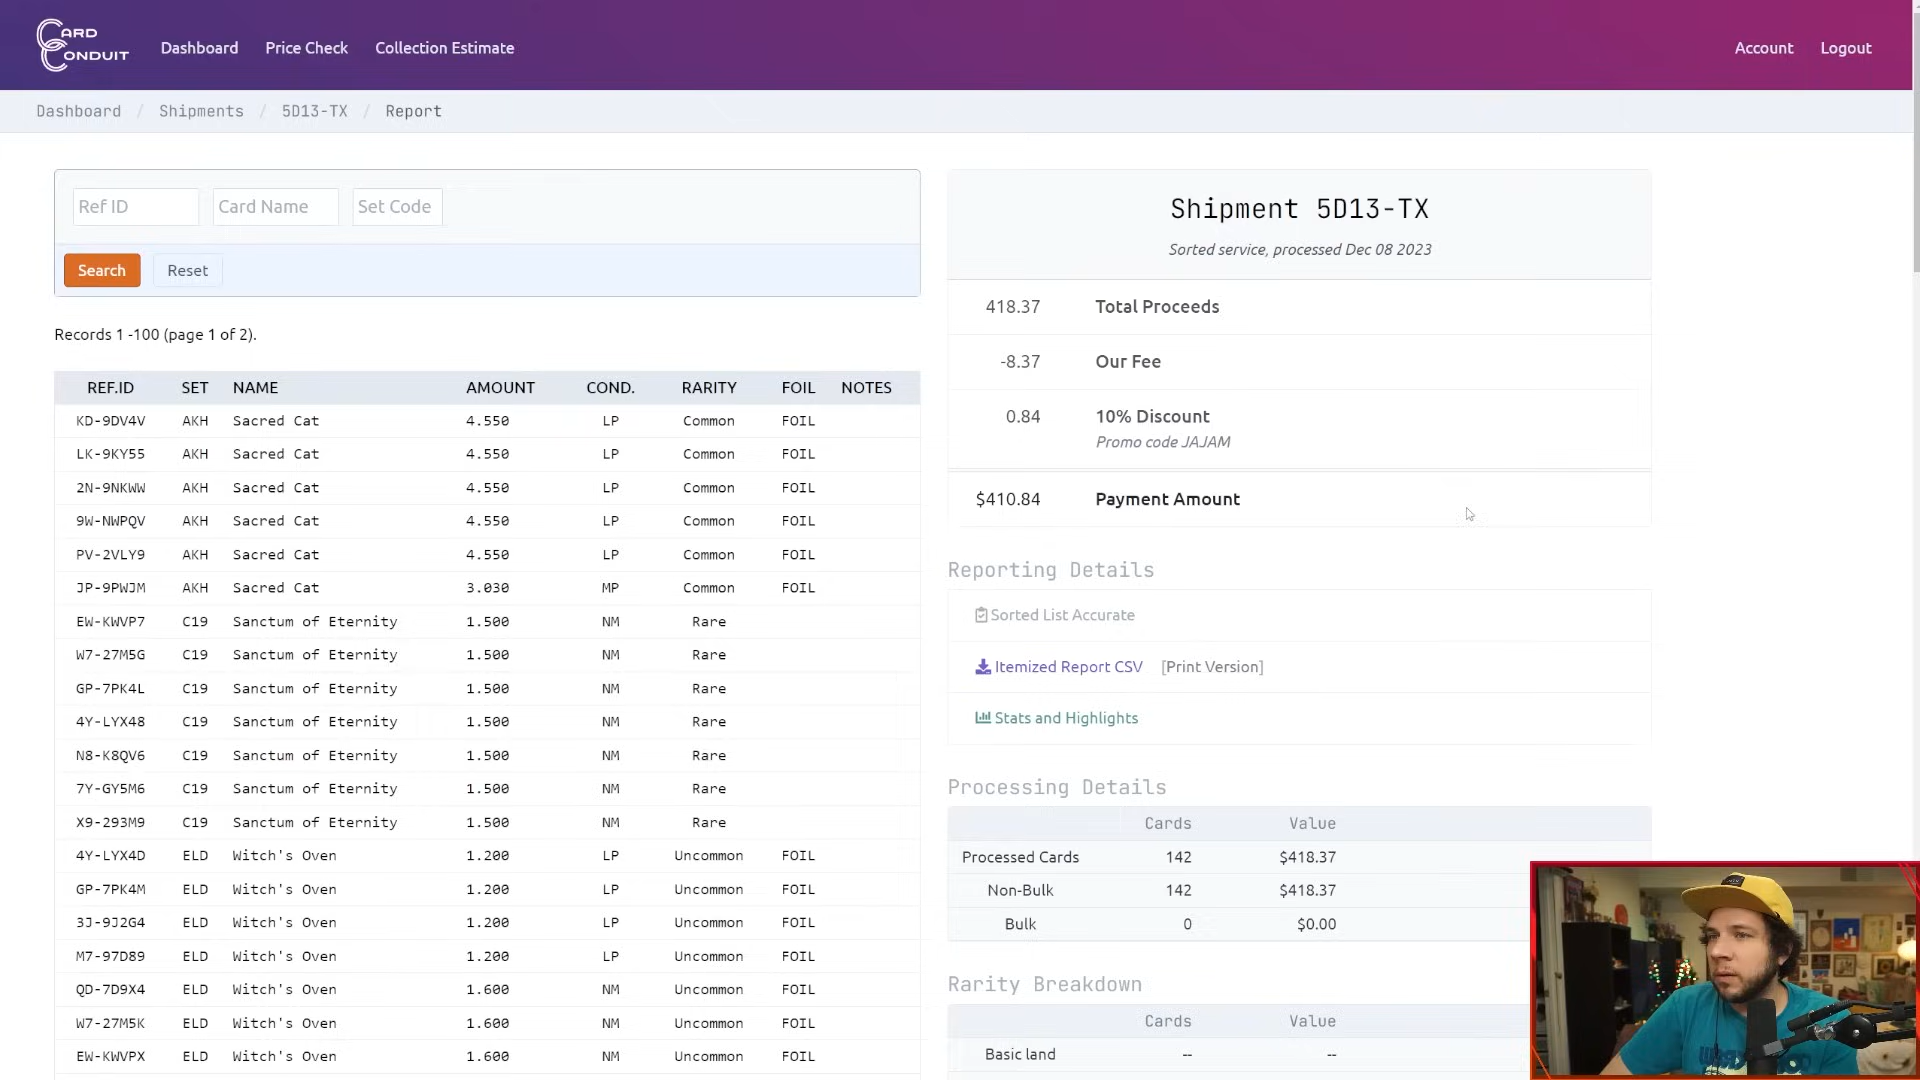 CARD
CONDUIT
Dashboard Price Check Collection Estimate Account Logout
Dashboard / Shipments / 5D13-TX / Report
Ref ID Card Name Set Code
Search Reset
Records 1 -100 (page 1 of 2).
REF.ID SET NAME AMOUNT COND. RARITY FOIL NOTES
KD-9DV4V AKH Sacred Cat 4.550 LP Common FOIL
LK-9KY55 AKH Sacred Cat 4.550 LP Common FOIL
2N-9NKWW AKH Sacred Cat 4.550 LP Common FOIL
9W-NWPQV AKH Sacred Cat 4.550 LP Common FOIL
PV-2VLY9 AKH Sacred Cat 4.550 LP Common FOIL
JP-9PWJM AKH Sacred Cat 3.030 MP Common FOIL
EW-KWVP7 C19 Sanctum of Eternity 1.500 NM Rare
W7-27M5G C19 Sanctum of Eternity 1.500 NM Rare
GP-7PK4L C19 Sanctum of Eternity 1.500 NM Rare
4Y-LYX48 C19 Sanctum of Eternity 1.500 NM Rare
N8-K8QV6 C19 Sanctum of Eternity 1.500 NM Rare
7Y-GY5M6 C19 Sanctum of Eternity 1.500 NM Rare
X9-293M9 C19 Sanctum of Eternity 1.500 NM Rare
4Y-LYX4D ELD Witch's Oven 1.200 LP Uncommon FOIL
GP-7PK4M ELD Witch's Oven 1.200 LP Uncommon FOIL
3J-9J2G4 ELD Witch's Oven 1.200 LP Uncommon FOIL
M7-97D89 ELD Witch's Oven 1.200 LP Uncommon FOIL
QD-7D9X4 ELD Witch's Oven 1.600 NM Uncommon FOIL
W7-27M5K ELD Witch's Oven 1.600 NM Uncommon FOIL
EW-KWVPX ELD Witch's Oven 1.600 NM Uncommon FOIL
Shipment 5D13-TX
Sorted service, processed Dec 08 2023
418.37 Total Proceeds
-8.37 Our Fee
0.84 10% Discount
Promo code JAJAM
$410.84 Payment Amount
Reporting Details
Sorted List Accurate
Itemized Report CSV [Print Version]
Stats and Highlights
Processing Details
Cards Value
Processed Cards 142 $418.37
Non-Bulk 142 $418.37
Bulk 0 $0.00
Rarity Breakdown
Cards Value
Basic land -- --